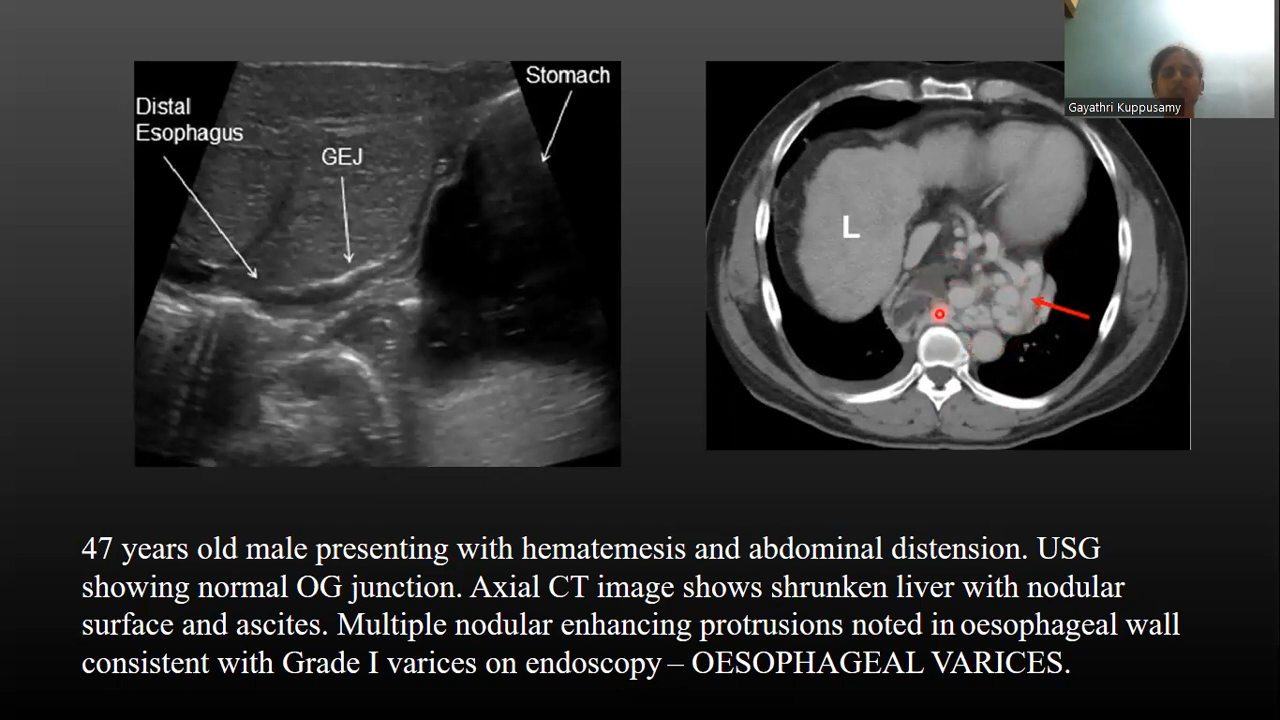 Gayathri Kuppusamy
Distal
Esophagus
GEJ
Stomach
L
47 years old male presenting with hematemesis and abdominal distension. USG
showing normal OG junction. Axial CT image shows shrunken liver with nodular
surface and ascites. Multiple nodular enhancing protrusions noted in oesophageal wall
consistent with Grade I varices on endoscopy – OESOPHAGEAL VARICES.